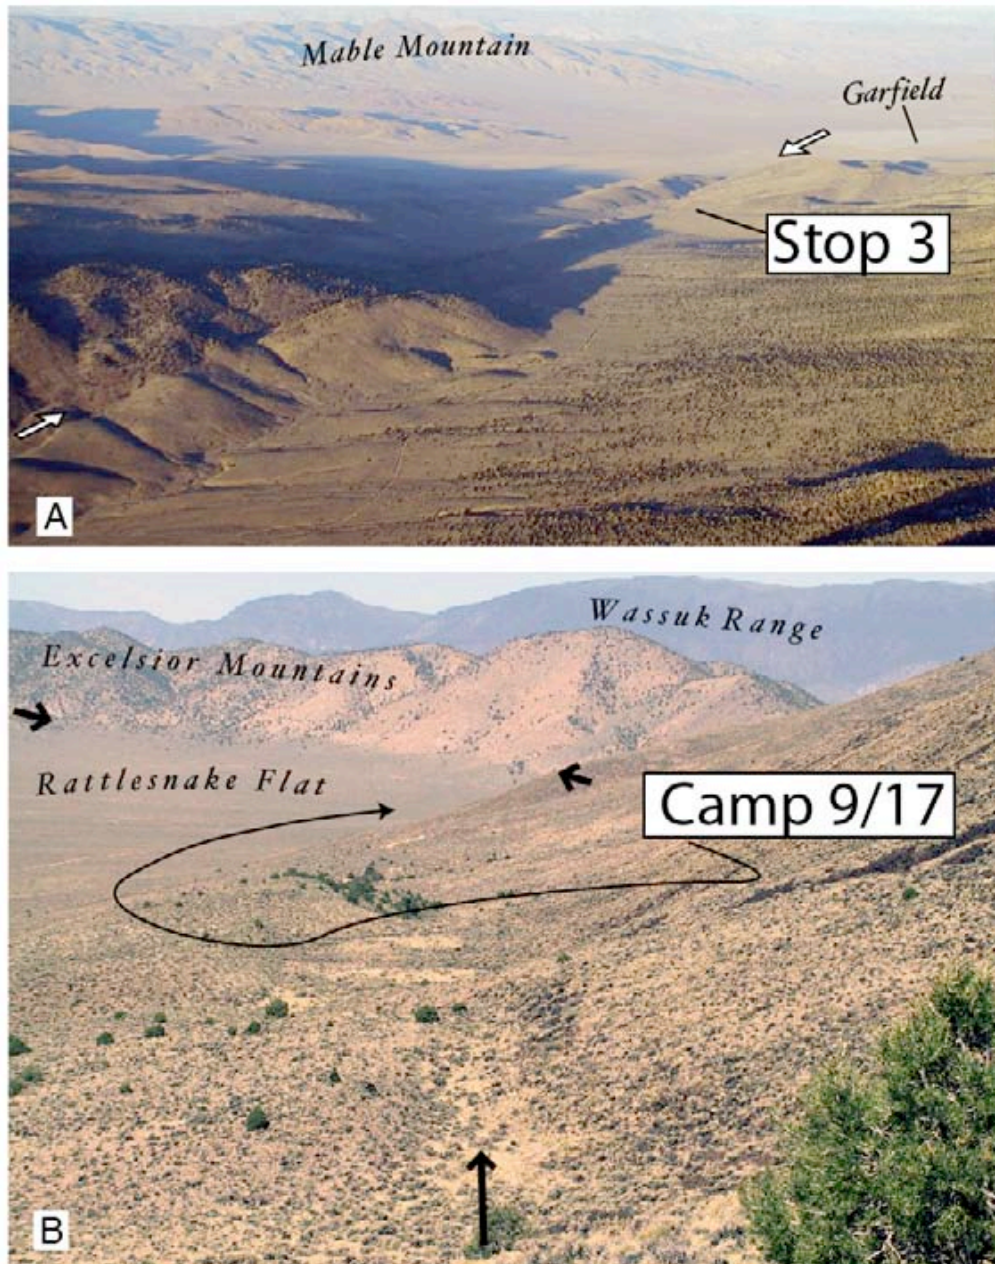 Mable Mountain
Garfield
Stop 3
A
Wassuk Range
Excelsior Mountains
Rattlesnake Flat
Camp 9/17
B